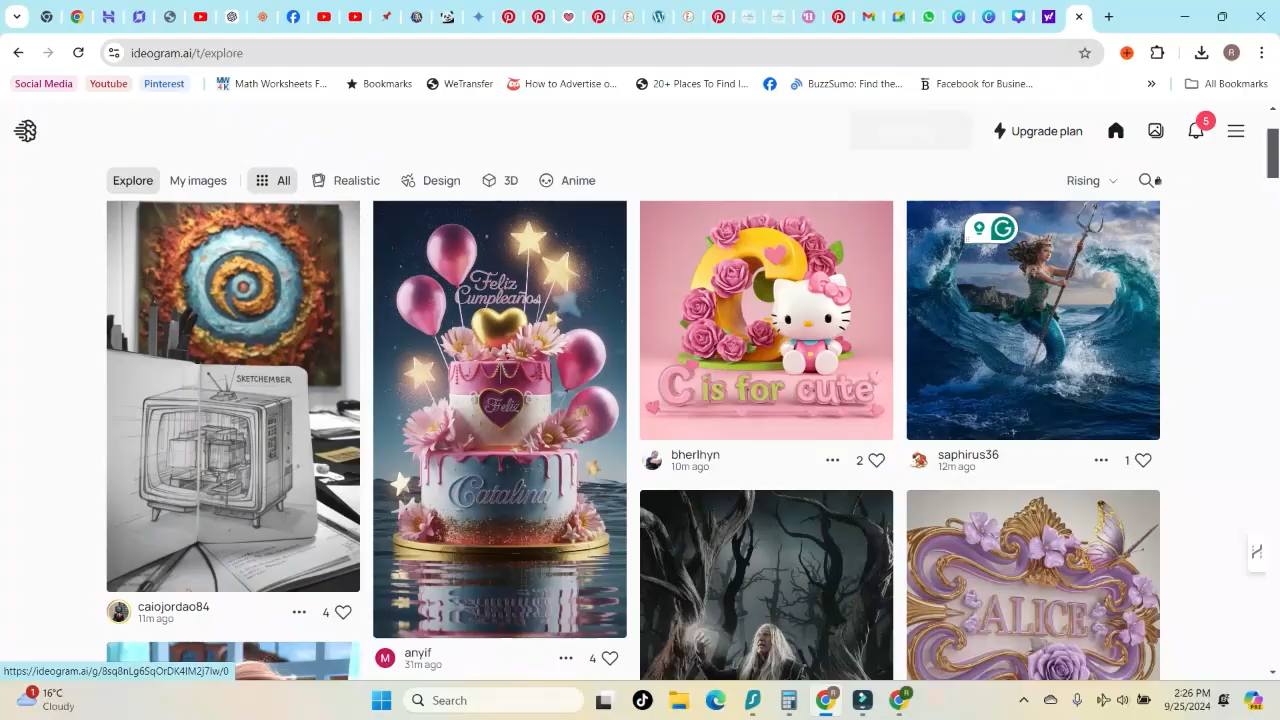 ideogram.ai/t/explore
Social Media
Youtube
Pinterest
Math Worksheets F...
Bookmarks
WeTransfer
How to Advertise o...
20+ Places To Find I...
BuzzSumo: Find the...
Facebook for Busine...
All Bookmarks
Upgrade plan
5
Explore
My images
All
Realistic
Design
3D
Anime
Rising
SKETCHEMBER
Feliz
Cumpleaños
Feliz
Catalina
C is for cute
ALICE
bherlhyn
10m ago
2
saphirus36
12m ago
1
caiojordao84
11m ago
4
anyif
31m ago
4
https://ideogram.ai/g/8sq8nLg6SqOrDK4IM2j7lw/0
1
16°C
Cloudy
Search
2:26 PM
9/25/2024